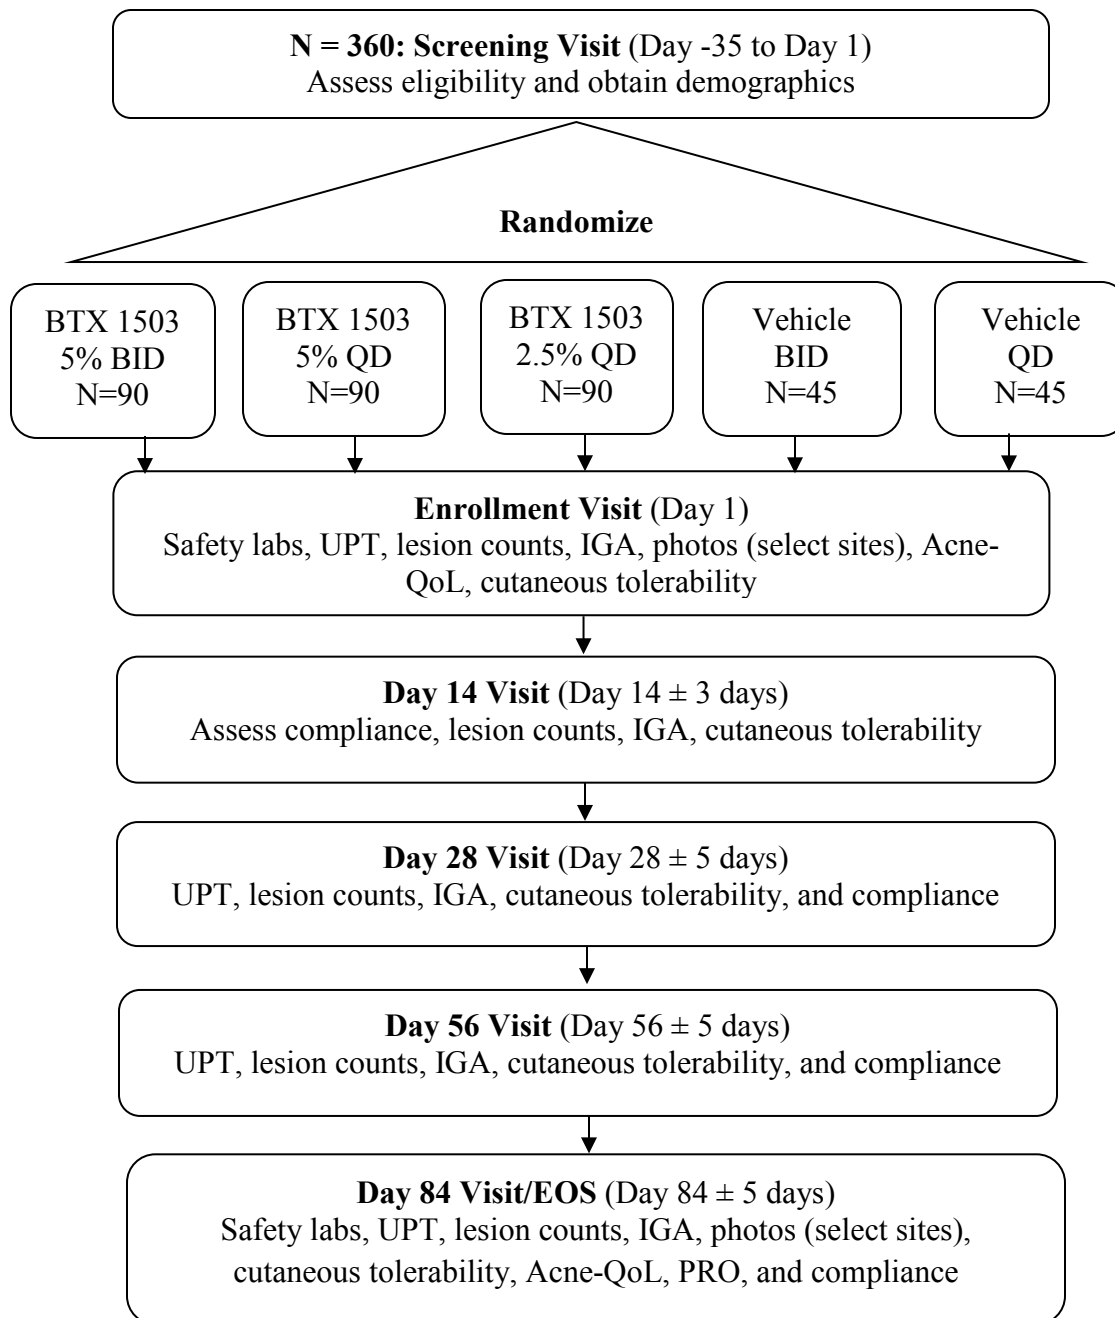 N = 360: Screening Visit (Day -35 to Day 1)
Assess eligibility and obtain demographics
Randomize
BTX 1503
5% BID
N=90
BTX 1503
5% QD
N=90
BTX 1503
2.5% QD
N=90
Vehicle
BID
N=45
Vehicle
QD
N=45
Enrollment Visit (Day 1)
Safety labs, UPT, lesion counts, IGA, photos (select sites), Acne-
QoL, cutaneous tolerability
Day 14 Visit (Day 14 ± 3 days)
Assess compliance, lesion counts, IGA, cutaneous tolerability
Day 28 Visit (Day 28 ± 5 days)
UPT, lesion counts, IGA, cutaneous tolerability, and compliance
Day 56 Visit (Day 56 ± 5 days)
UPT, lesion counts, IGA, cutaneous tolerability, and compliance
Day 84 Visit/EOS (Day 84 ± 5 days)
Safety labs, UPT, lesion counts, IGA, photos (select sites),
cutaneous tolerability, Acne-QoL, PRO, and compliance